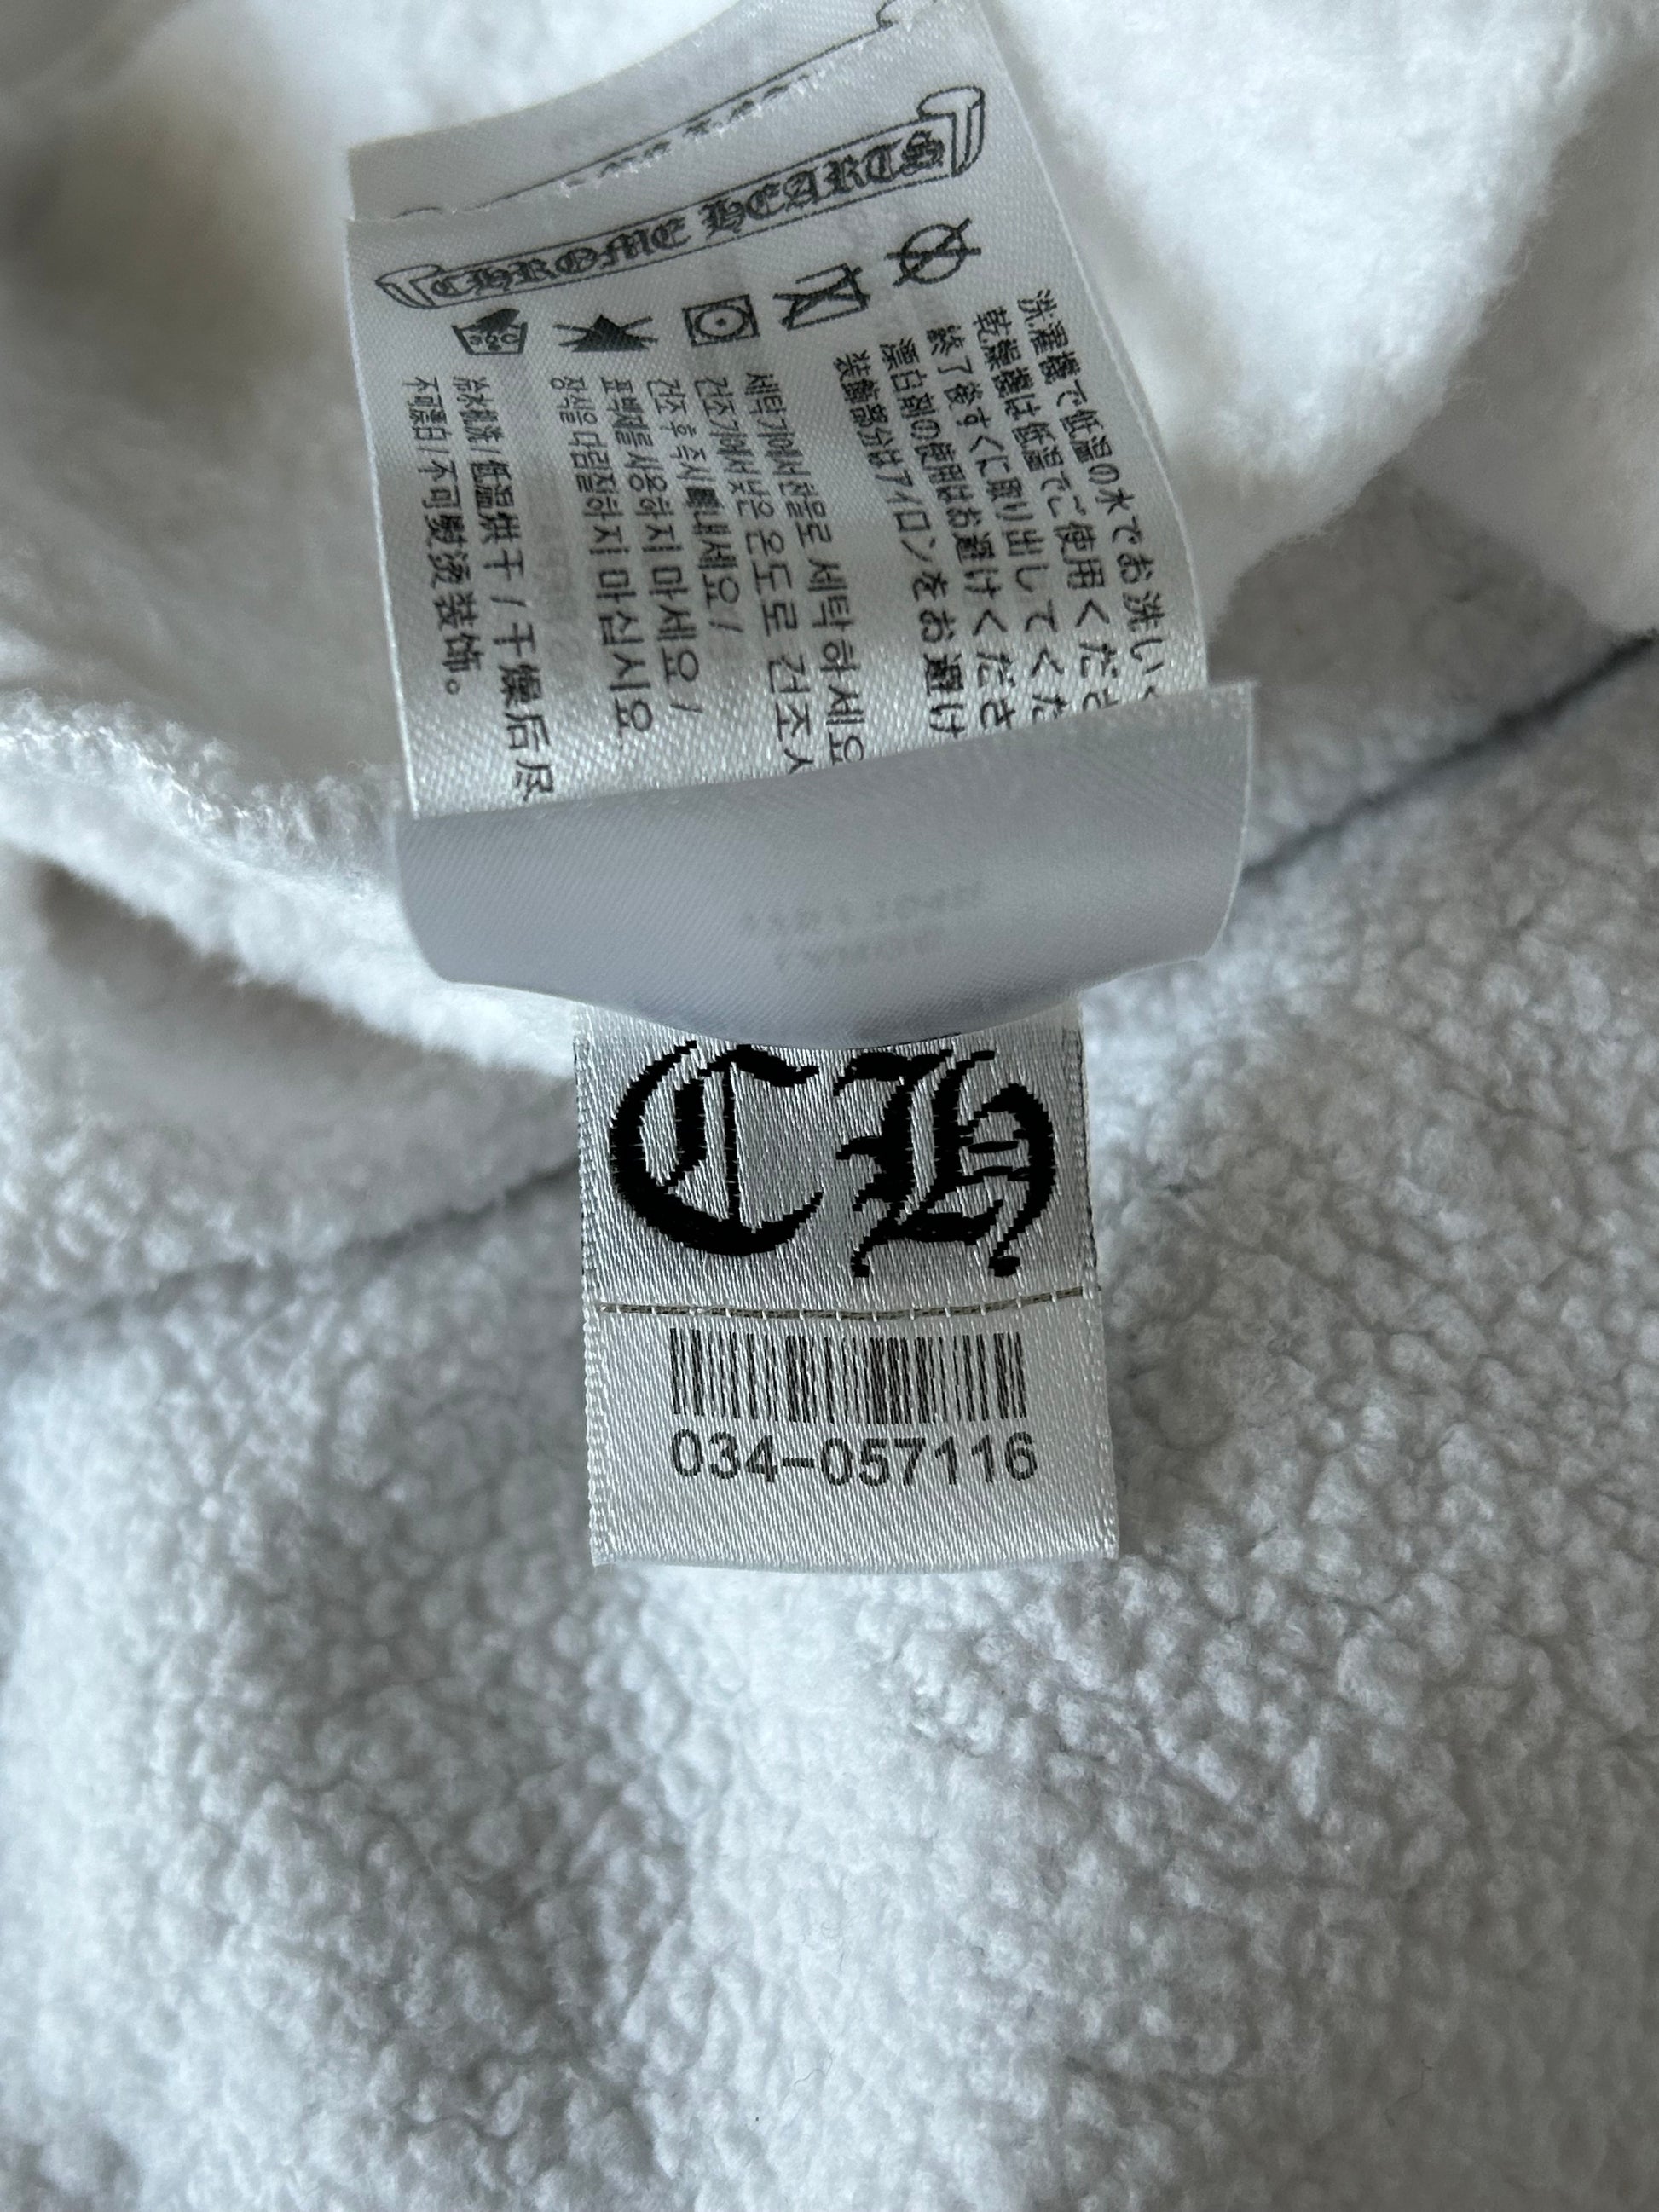 CHROME HEARTS
洗濯機で低温の水でお洗い
乾燥機は低温でご使用くださ
終了後すぐに取り出してくだ
漂白剤の使用はお避けくださ
装飾部分はアイロンをお避け
세탁기에서 찬물로 세탁하세요
건조기에서 낮은 온도로 건조
건조 후 즉시 꺼내세요 /
표백제를 사용하지 마세요 /
장식을 다림질하지 마십시오.
冷水机洗 / 低温烘干 / 干燥后尽
不可漂白 / 不可熨烫装饰。
CH
034-057116